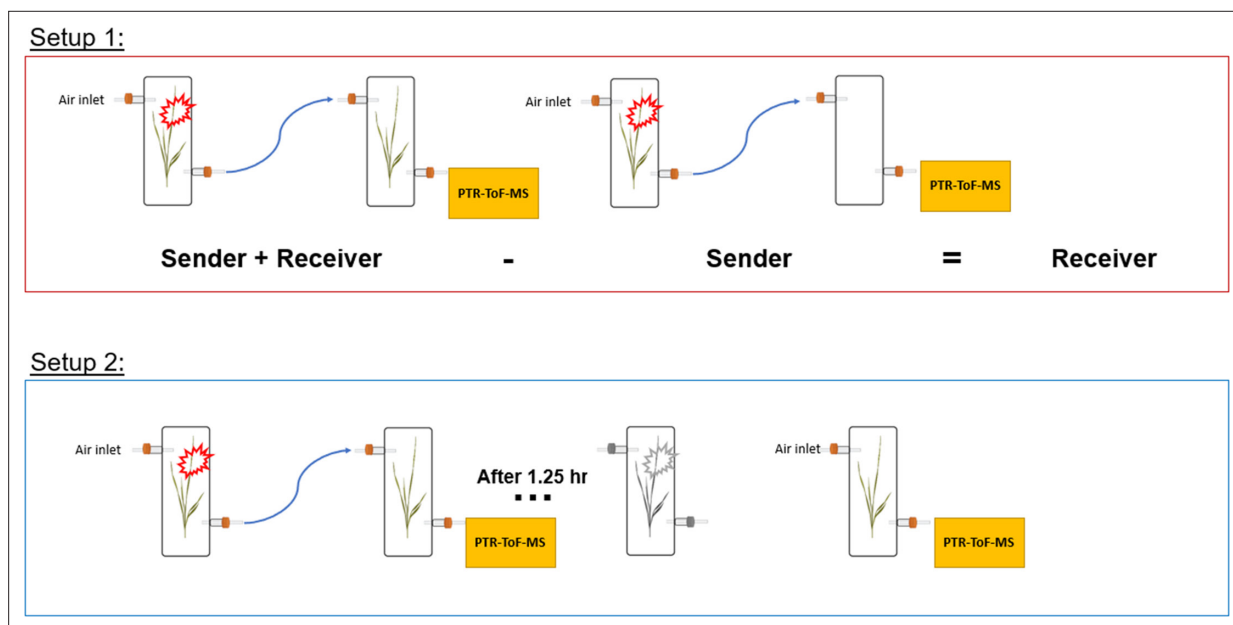 Setup 1:
Air inlet
Air inlet
PTR-ToF-MS
PTR-ToF-MS
Sender + Receiver - Sender = Receiver
Setup 2:
Air inlet
Air inlet
After 1.25 hr
...
PTR-ToF-MS
PTR-ToF-MS